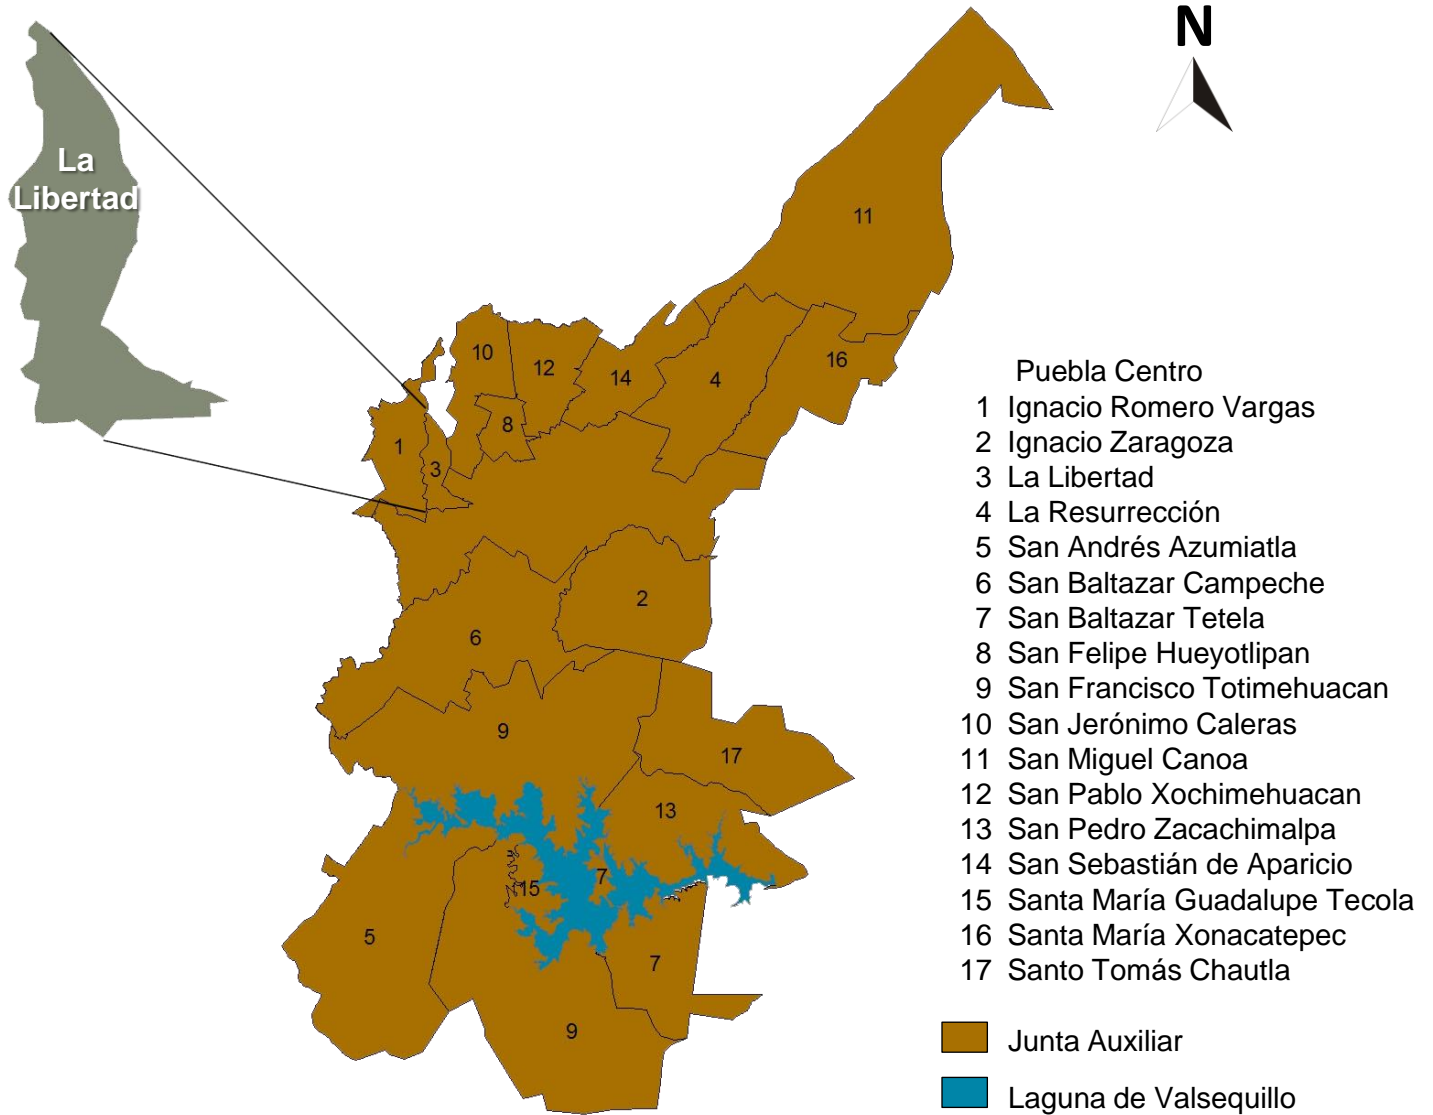 N
La
Libertad
11
10
12
14
4
16
8
1
3
2
6
9
17
13
15
7
5
7
9
Puebla Centro
1 Ignacio Romero Vargas
2 Ignacio Zaragoza
3 La Libertad
4 La Resurrección
5 San Andrés Azumiatla
6 San Baltazar Campeche
7 San Baltazar Tetela
8 San Felipe Hueyotlipan
9 San Francisco Totimehuacan
10 San Jerónimo Caleras
11 San Miguel Canoa
12 San Pablo Xochimehuacan
13 San Pedro Zacachimalpa
14 San Sebastián de Aparicio
15 Santa María Guadalupe Tecola
16 Santa María Xonacatepec
17 Santo Tomás Chautla
Junta Auxiliar
Laguna de Valsequillo